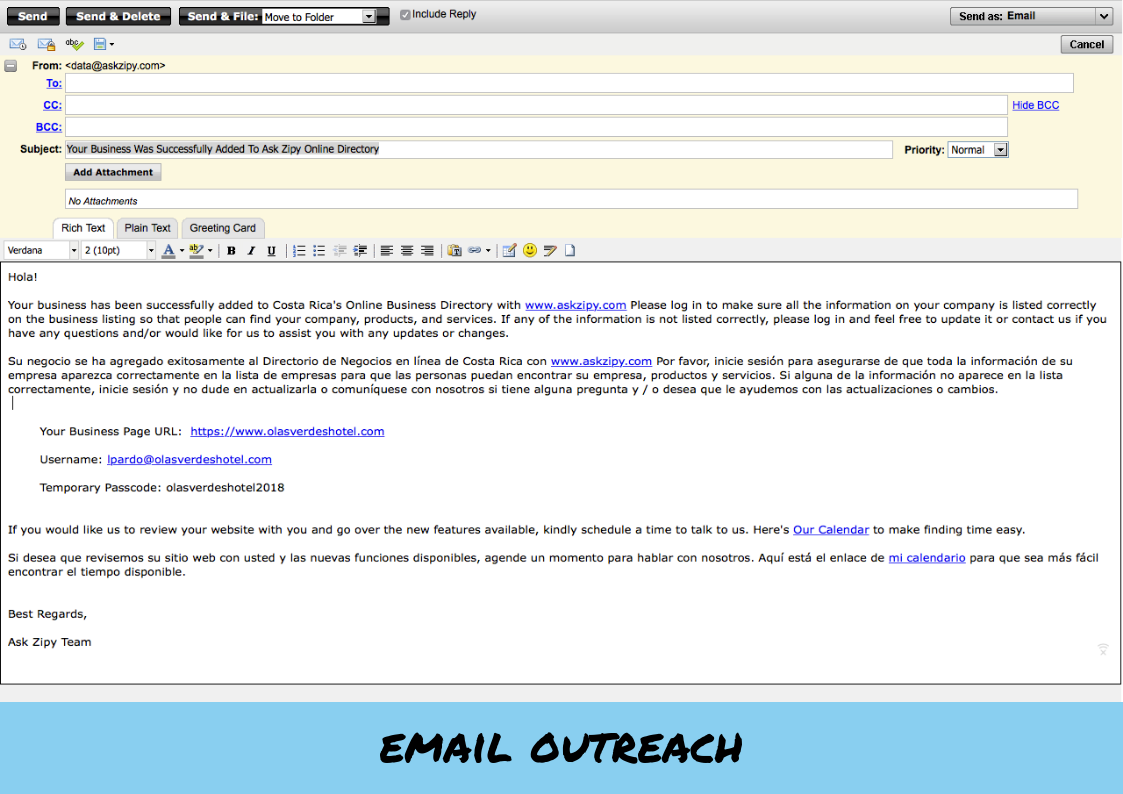 Send Send & Delete Send & File: Move to Folder Include Reply Send as: Email
Cancel
From: <data@askzipy.com>
To:
CC: Hide BCC
BCC:
Subject: Your Business Was Successfully Added To Ask Zipy Online Directory Priority: Normal
Add Attachment
No Attachments
Rich Text Plain Text Greeting Card
Verdana 2 (10pt) A ab B I U
Hola!
Your business has been successfully added to Costa Rica's Online Business Directory with www.askzipy.com Please log in to make sure all the information on your company is listed correctly
on the business listing so that people can find your company, products, and services. If any of the information is not listed correctly, please log in and feel free to update it or contact us if you
have any questions and/or would like for us to assist you with any updates or changes.
Su negocio se ha agregado exitosamente al Directorio de Negocios en línea de Costa Rica con www.askzipy.com Por favor, inicie sesión para asegurarse de que toda la información de su
empresa aparezca correctamente en la lista de empresas para que las personas puedan encontrar su empresa, productos y servicios. Si alguna de la información no aparece en la lista
correctamente, inicie sesión y no dude en actualizarla o comuníquese con nosotros si tiene alguna pregunta y / o desea que le ayudemos con las actualizaciones o cambios.
Your Business Page URL: https://www.olasverdeshotel.com
Username: lpardo@olasverdeshotel.com
Temporary Passcode: olasverdeshotel2018
If you would like us to review your website with you and go over the new features available, kindly schedule a time to talk to us. Here's Our Calendar to make finding time easy.
Si desea que revisemos su sitio web con usted y las nuevas funciones disponibles, agende un momento para hablar con nosotros. Aquí está el enlace de mi calendario para que sea más fácil
encontrar el tiempo disponible.
Best Regards,
Ask Zipy Team
EMAIL OUTREACH